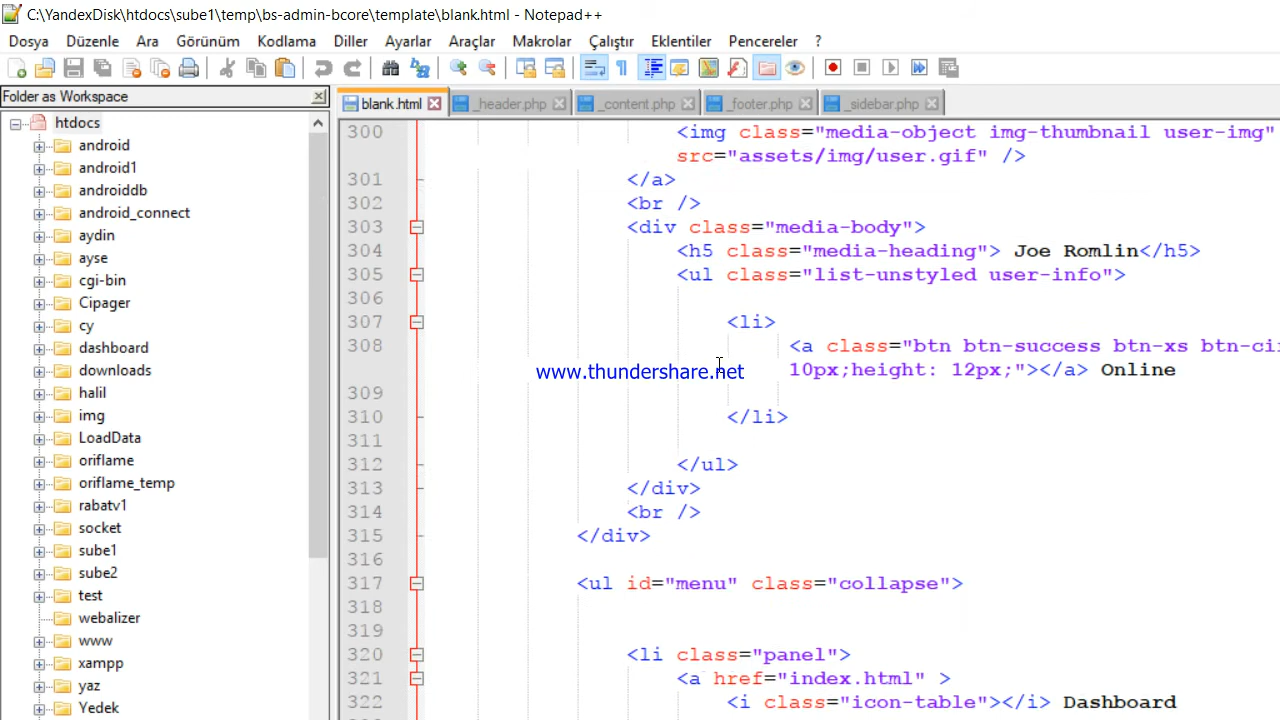 C:\YandexDisk\htdocs\sube1\temp\bs-admin-bcore\template\blank.html - Notepad++
Dosya Düzenle Ara Görünüm Kodlama Diller Ayarlar Araçlar Makrolar Çalıştır Eklentiler Pencereler ?
Folder as Workspace
blank.html _header.php _content.php _footer.php _sidebar.php
htdocs
android
android1
androiddb
android_connect
aydin
ayse
cgi-bin
Cipager
cy
dashboard
downloads
halil
img
LoadData
oriflame
oriflame_temp
rabatv1
socket
sube1
sube2
test
webalizer
www
xampp
yaz
Yedek
300 <img class="media-object img-thumbnail user-img"
src="assets/img/user.gif" />
301 </a>
302 <br />
303 <div class="media-body">
304 <h5 class="media-heading"> Joe Romlin</h5>
305 <ul class="list-unstyled user-info">
306
307 <li>
308 <a class="btn btn-success btn-xs btn-ci
10px;height: 12px;"></a> Online
www.thundershare.net
309
310 </li>
311
312 </ul>
313 </div>
314 <br />
315 </div>
316
317 <ul id="menu" class="collapse">
318
319
320 <li class="panel">
321 <a href="index.html" >
322 <i class="icon-table"></i> Dashboard